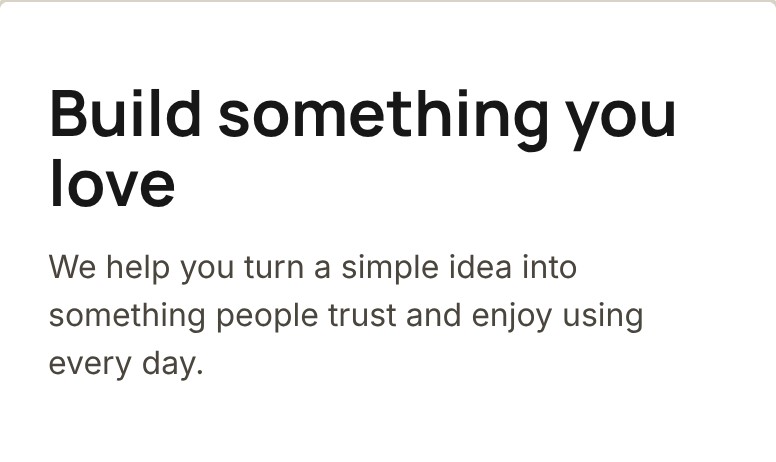 Build something you
love
We help you turn a simple idea into
something people trust and enjoy using
every day.